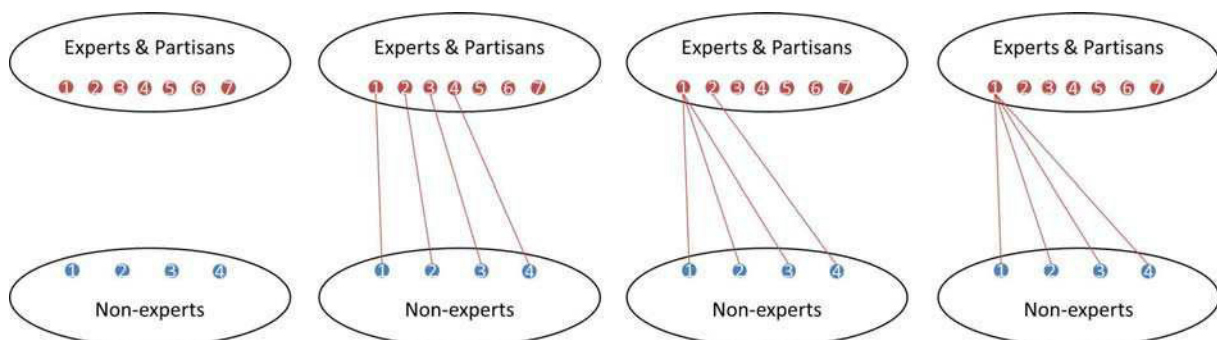 Experts & Partisans Experts & Partisans Experts & Partisans Experts & Partisans
1 2 3 4 5 6 7 1 2 3 4 5 6 7 1 2 3 4 5 6 7 1 2 3 4 5 6 7
1 2 3 4 1 2 3 4 1 2 3 4 1 2 3 4
Non-experts Non-experts Non-experts Non-experts